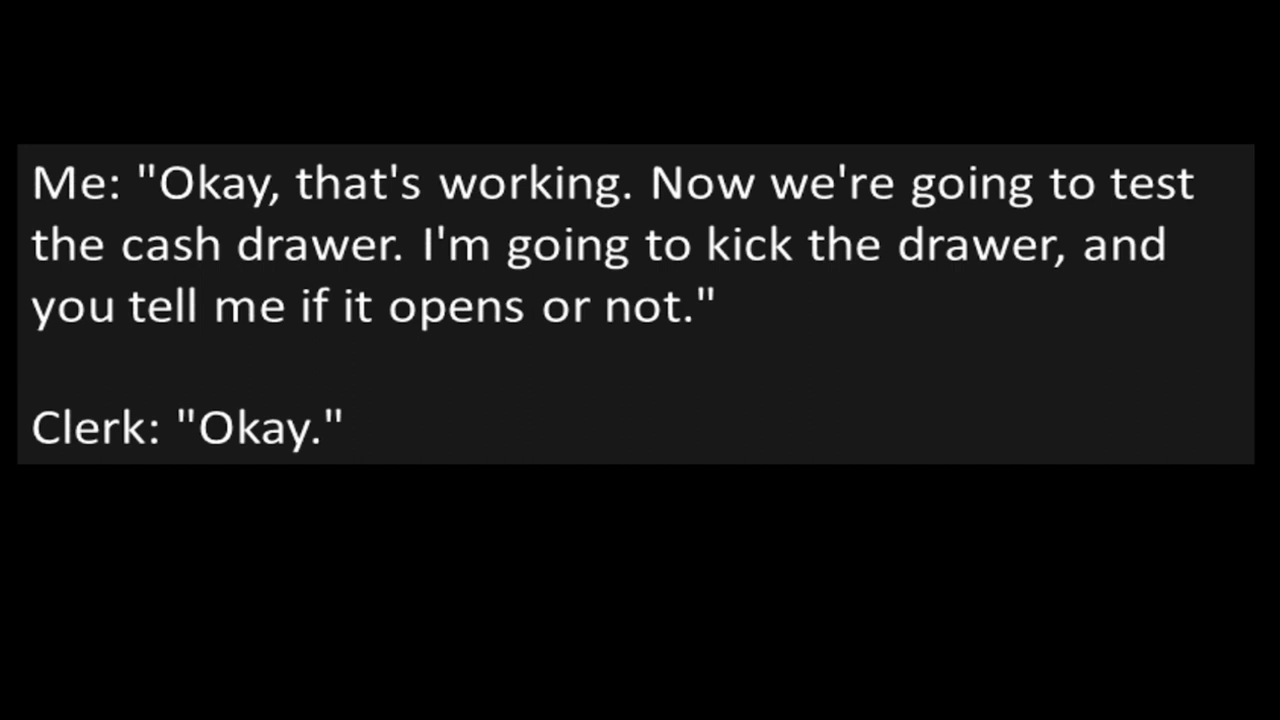 Me: "Okay, that's working. Now we're going to test
the cash drawer. I'm going to kick the drawer, and
you tell me if it opens or not."
Clerk: "Okay."